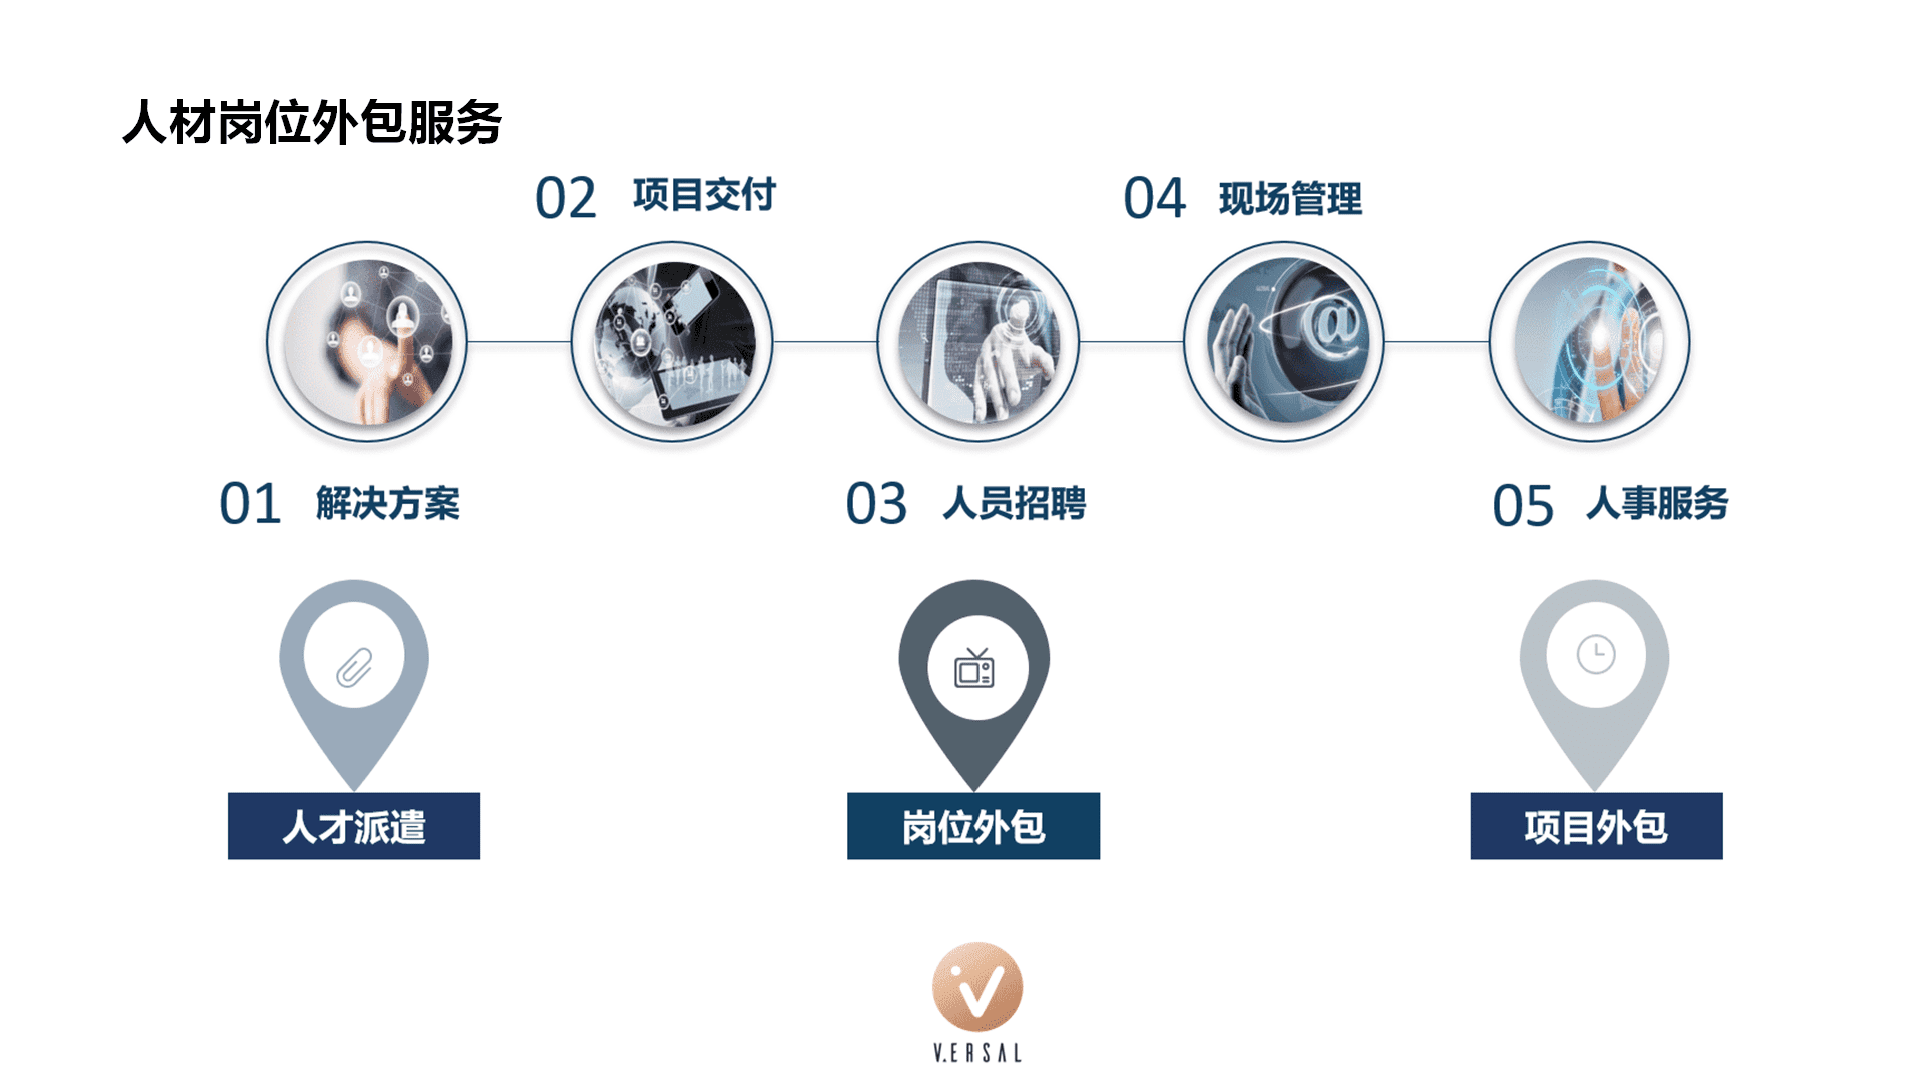 人材岗位外包服务
02 项目交付
04 现场管理
01 解决方案
03 人员招聘
05 人事服务
人才派遣
岗位外包
项目外包
V.ERSAL